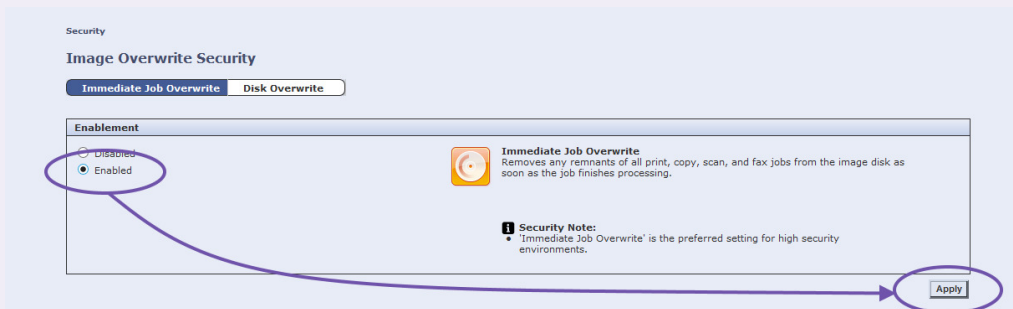 Security
Image Overwrite Security
Immediate Job Overwrite Disk Overwrite
Enablement
Disabled
Enabled
Immediate Job Overwrite
Removes any remnants of all print, copy, scan, and fax jobs from the image disk as
soon as the job finishes processing.
Security Note:
• 'Immediate Job Overwrite' is the preferred setting for high security
environments.
Apply